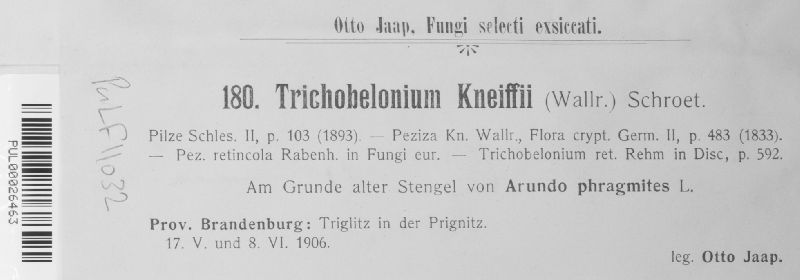 Otto Jaap, Fungi selecti exsiccati.
180. Trichobelonium Kneiffii (Wallr.) Schroet.
Pilze Schles. II, p. 103 (1893). — Peziza Kn. Wallr., Flora crypt. Germ. II, p. 483 (1833).
— Pez. retincola Rabenh. in Fungi eur. — Trichobelonium ret. Rehm in Disc, p. 592.
Am Grunde alter Stengel von Arundo phragmites L.
Prov. Brandenburg: Triglitz in der Prignitz.
17. V. und 8. VI. 1906.
leg. Otto Jaap.
PUL F11032
PUL00026463